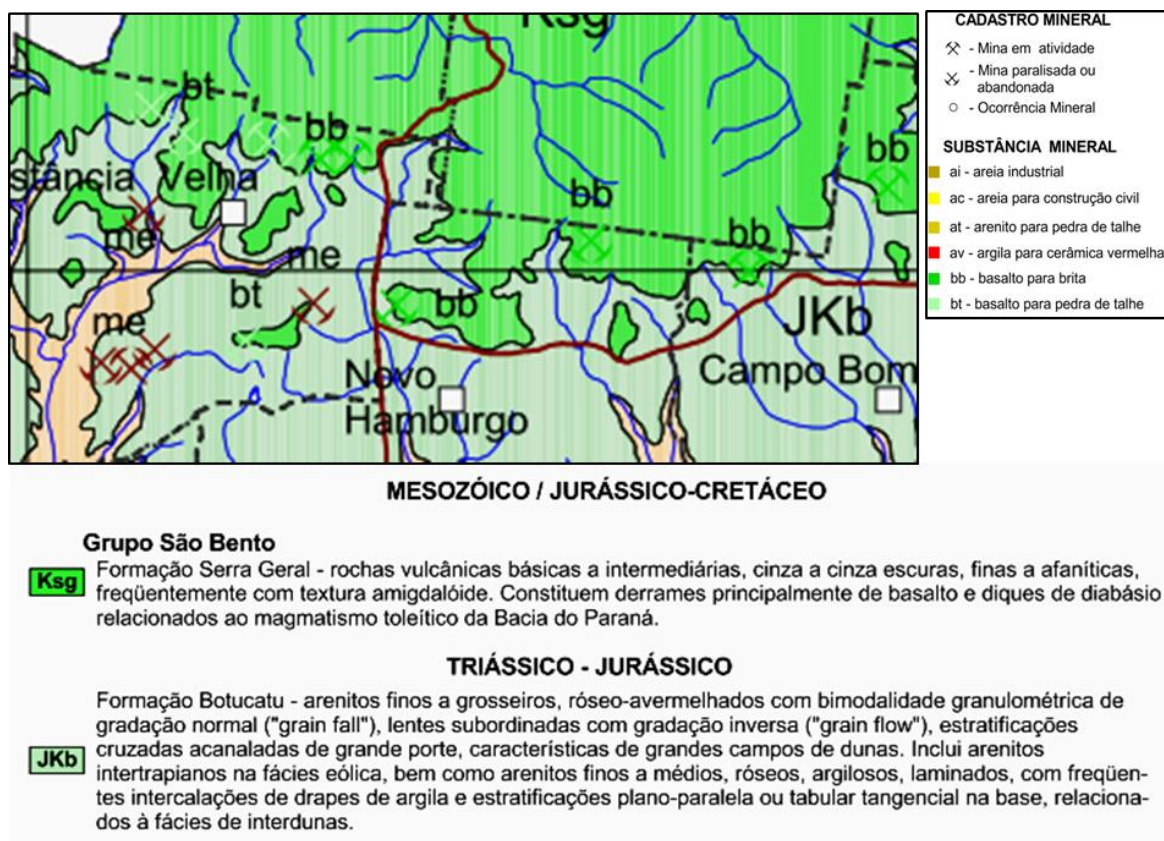 Ksg
bt
bb
bb
stância Velha
bb
me
me
bb
bt
me
bb
JKb
Novo
Hamburgo
Campo Bom
CADASTRO MINERAL
- Mina em atividade
- Mina paralisada ou
abandonada
- Ocorrência Mineral
SUBSTÂNCIA MINERAL
ai - areia industrial
ac - areia para construção civil
at - arenito para pedra de talhe
av - argila para cerâmica vermelha
bb - basalto para brita
bt - basalto para pedra de talhe
MESOZÓICO / JURÁSSICO-CRETÁCEO
Grupo São Bento
Ksg
Formação Serra Geral - rochas vulcânicas básicas a intermediárias, cinza a cinza escuras, finas a afaníticas,
freqüentemente com textura amigdalóide. Constituem derrames principalmente de basalto e diques de diabásio
relacionados ao magmatismo toleítico da Bacia do Paraná.
TRIÁSSICO - JURÁSSICO
JKb
Formação Botucatu - arenitos finos a grosseiros, róseo-avermelhados com bimodalidade granulométrica de
gradação normal ("grain fall"), lentes subordinadas com gradação inversa ("grain flow"), estratificações
cruzadas acanaladas de grande porte, características de grandes campos de dunas. Inclui arenitos
intertrapianos na fácies eólica, bem como arenitos finos a médios, róseos, argilosos, laminados, com freqüen-
tes intercalações de drapes de argila e estratificações plano-paralela ou tabular tangencial na base, relaciona-
dos à fácies de interdunas.